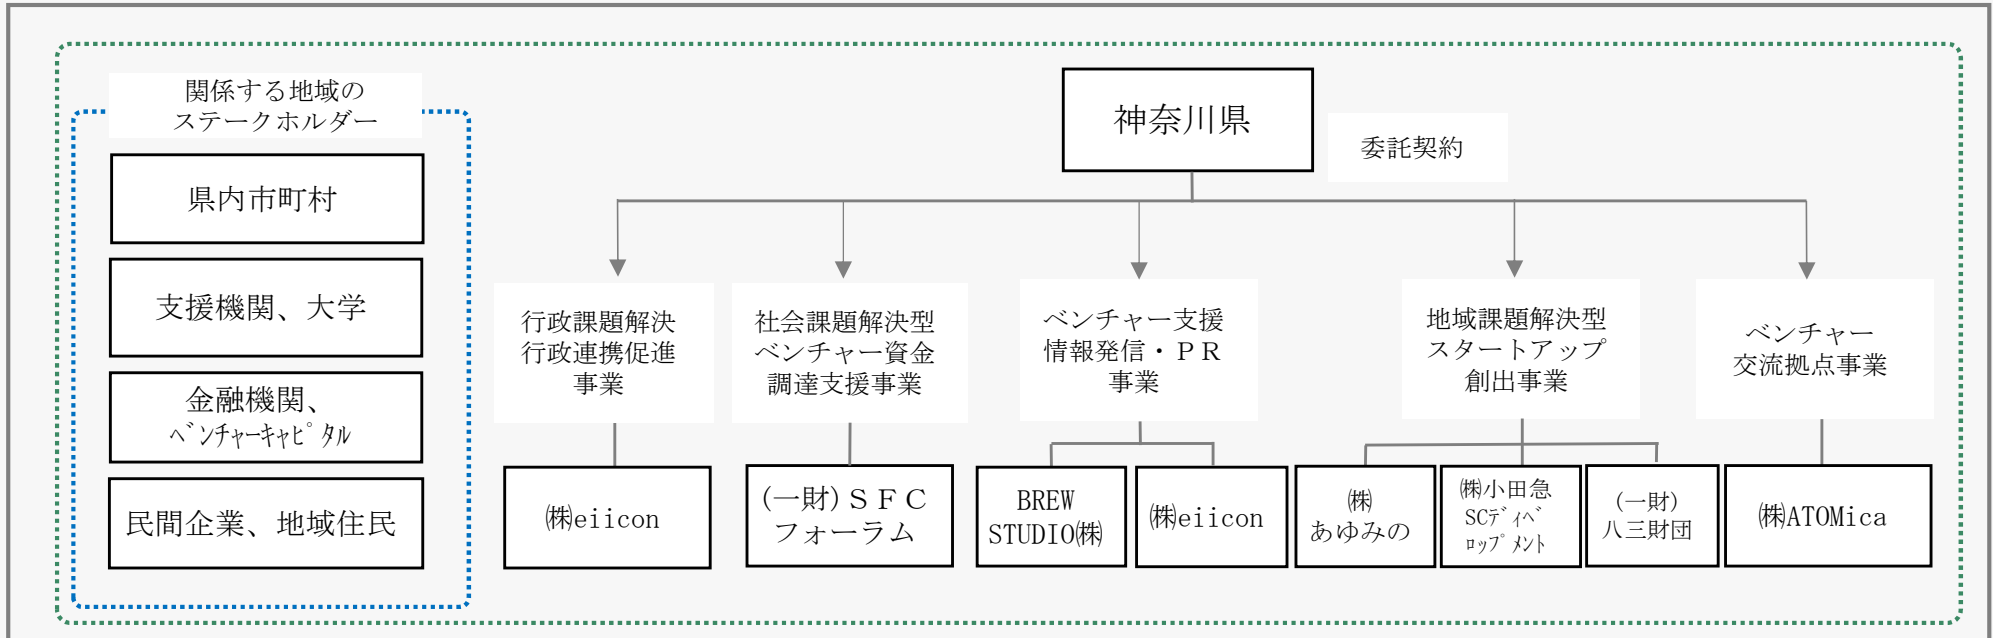 関係する地域の
ステークホルダー
県内市町村
支援機関、大学
金融機関、
ﾍﾞﾝﾁｬｰｷｬﾋﾟﾀﾙ
民間企業、地域住民
神奈川県
委託契約
行政課題解決
行政連携促進
事業
社会課題解決型
ベンチャー資金
調達支援事業
ベンチャー支援
情報発信・ＰＲ
事業
地域課題解決型
スタートアップ
創出事業
ベンチャー
交流拠点事業
㈱eiicon
(一財)ＳＦＣ
フォーラム
BREW
STUDIO㈱
㈱eiicon
㈱
あゆみの
㈱小田急
SCﾃﾞｨﾍﾞ
ﾛｯﾌﾟﾒﾝﾄ
(一財)
八三財団
㈱ATOMica